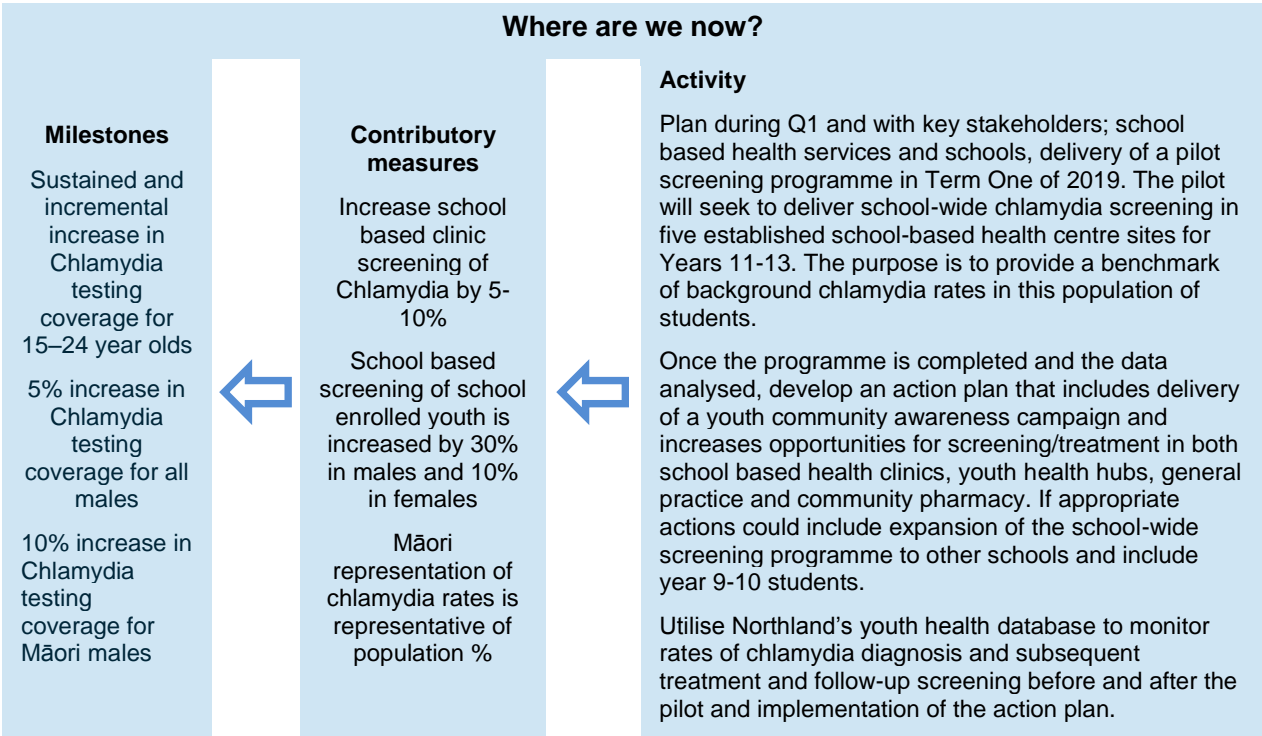 Where are we now?
Milestones
Sustained and
incremental
increase in
Chlamydia
testing
coverage for
15–24 year olds
5% increase in
Chlamydia
testing
coverage for all
males
10% increase in
Chlamydia
testing
coverage for
Māori males
Contributory
measures
Increase school
based clinic
screening of
Chlamydia by 5-
10%
School based
screening of school
enrolled youth is
increased by 30%
in males and 10%
in females
Māori
representation of
chlamydia rates is
representative of
population %
Activity
Plan during Q1 and with key stakeholders; school
based health services and schools, delivery of a pilot
screening programme in Term One of 2019. The pilot
will seek to deliver school-wide chlamydia screening in
five established school-based health centre sites for
Years 11-13. The purpose is to provide a benchmark
of background chlamydia rates in this population of
students.
Once the programme is completed and the data
analysed, develop an action plan that includes delivery
of a youth community awareness campaign and
increases opportunities for screening/treatment in both
school based health clinics, youth health hubs, general
practice and community pharmacy. If appropriate
actions could include expansion of the school-wide
screening programme to other schools and include
year 9-10 students.
Utilise Northland's youth health database to monitor
rates of chlamydia diagnosis and subsequent
treatment and follow-up screening before and after the
pilot and implementation of the action plan.